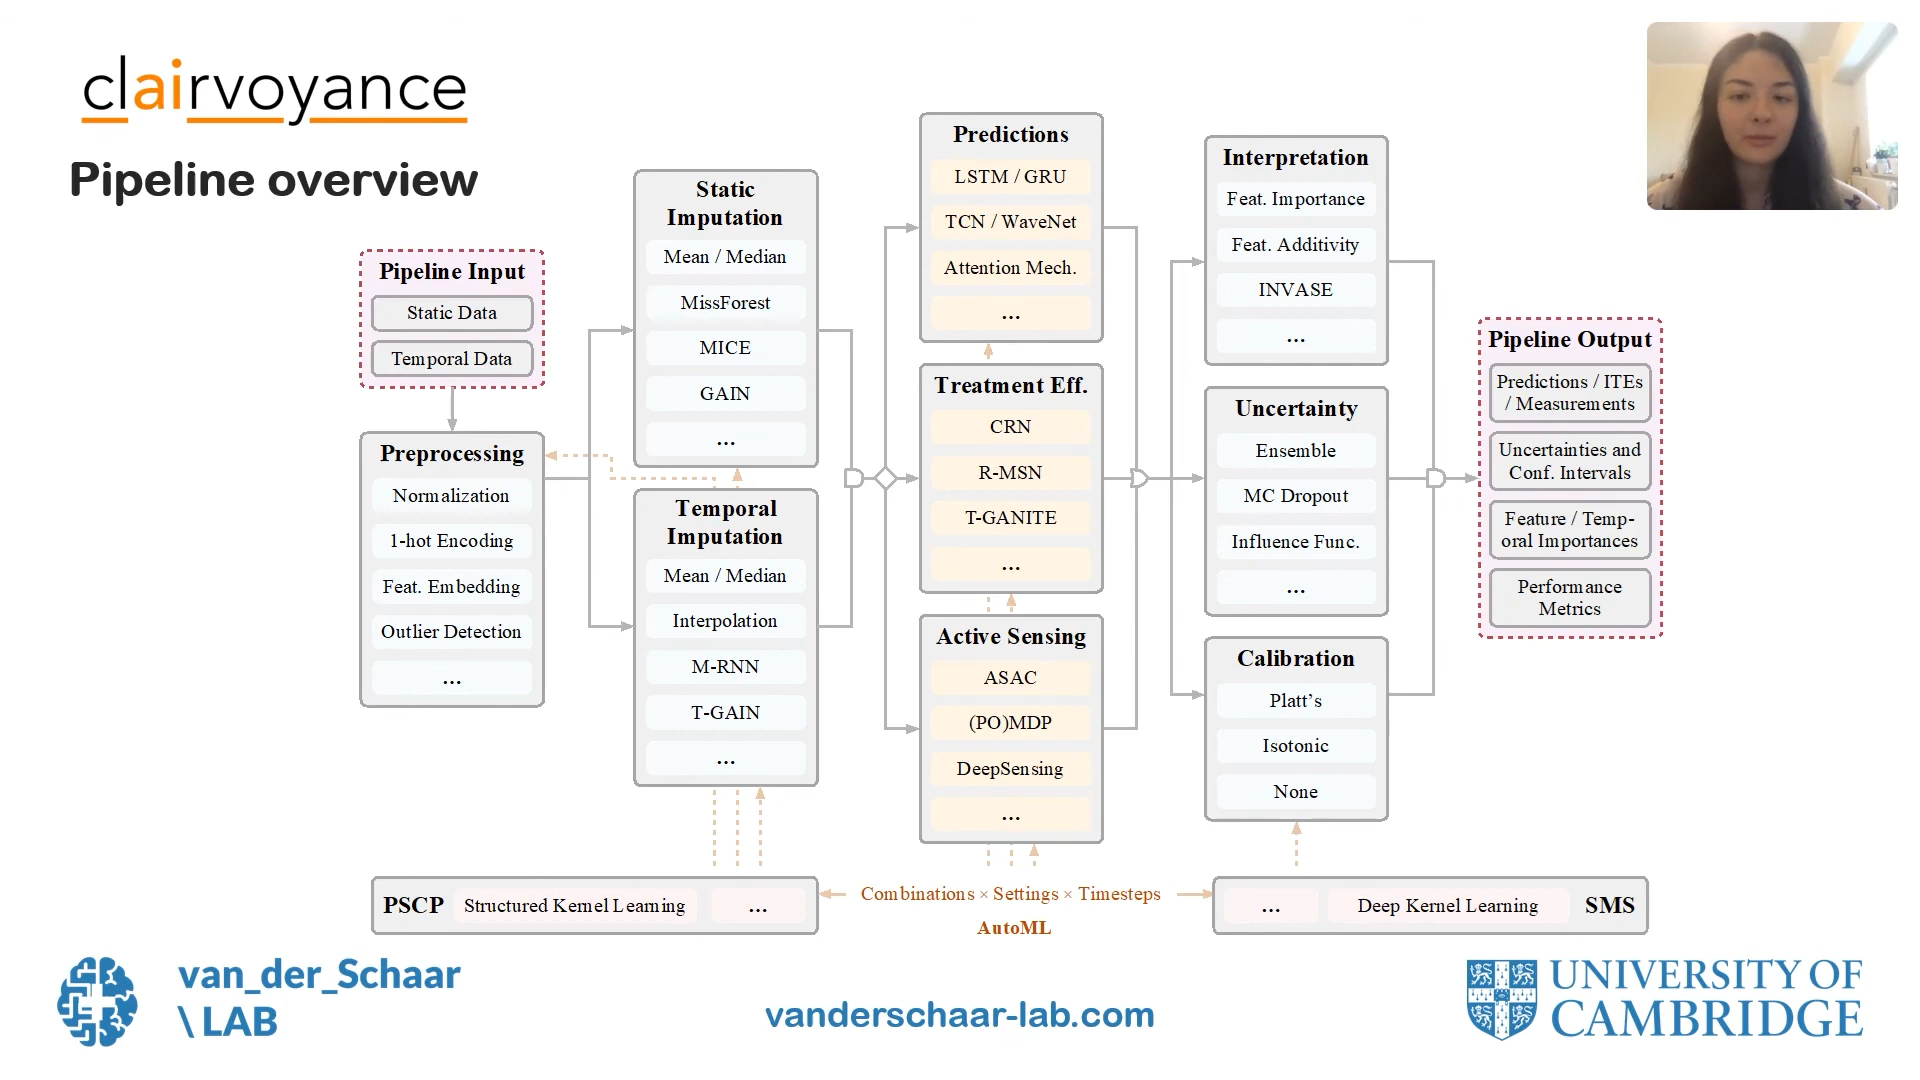 clairvoyance
Pipeline overview
Pipeline Input
Static Data
Temporal Data
Preprocessing
Normalization
1-hot Encoding
Feat. Embedding
Outlier Detection
...
Static
Imputation
Mean / Median
MissForest
MICE
GAIN
...
Temporal
Imputation
Mean / Median
Interpolation
M-RNN
T-GAIN
...
Predictions
LSTM / GRU
TCN / WaveNet
Attention Mech.
...
Treatment Eff.
CRN
R-MSN
T-GANITE
...
Active Sensing
ASAC
(PO)MDP
DeepSensing
...
Interpretation
Feat. Importance
Feat. Additivity
INVASE
...
Uncertainty
Ensemble
MC Dropout
Influence Func.
...
Calibration
Platt’s
Isotonic
None
Pipeline Output
Predictions / ITEs
/ Measurements
Uncertainties and
Conf. Intervals
Feature / Temp-
oral Importances
Performance
Metrics
PSCP Structured Kernel Learning ...
Combinations × Settings × Timesteps
AutoML
... Deep Kernel Learning SMS
van_der_Schaar
\ LAB
vanderschaar-lab.com
UNIVERSITY OF
CAMBRIDGE